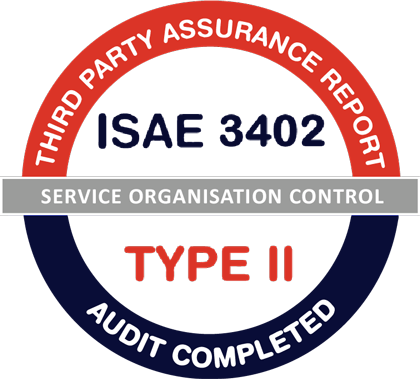 THIRD PARTY ASSURANCE REPORT
ISAE 3402
SERVICE ORGANISATION CONTROL
TYPE II
AUDIT COMPLETED